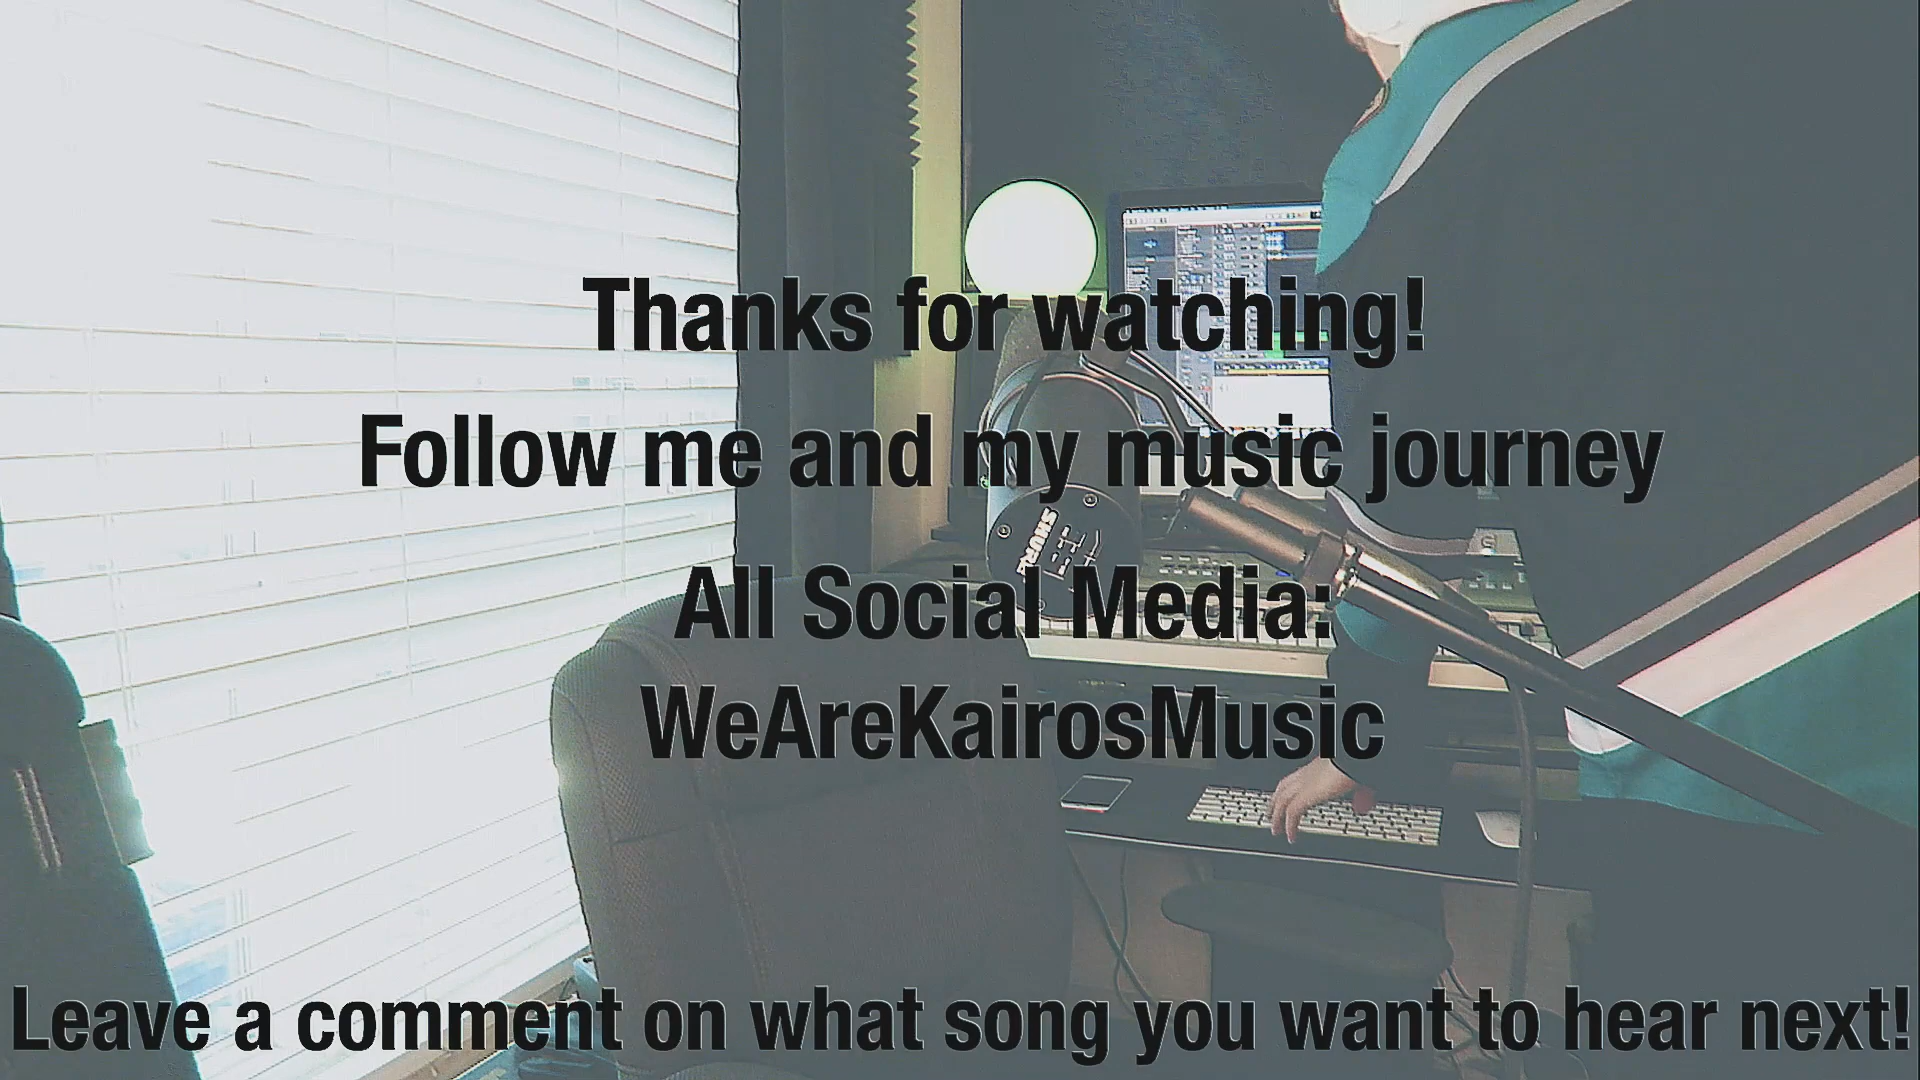 Thanks for watching!
Follow me and my music journey
SHURE
All Social Media:
WeAreKairosMusic
Leave a comment on what song you want to hear next!